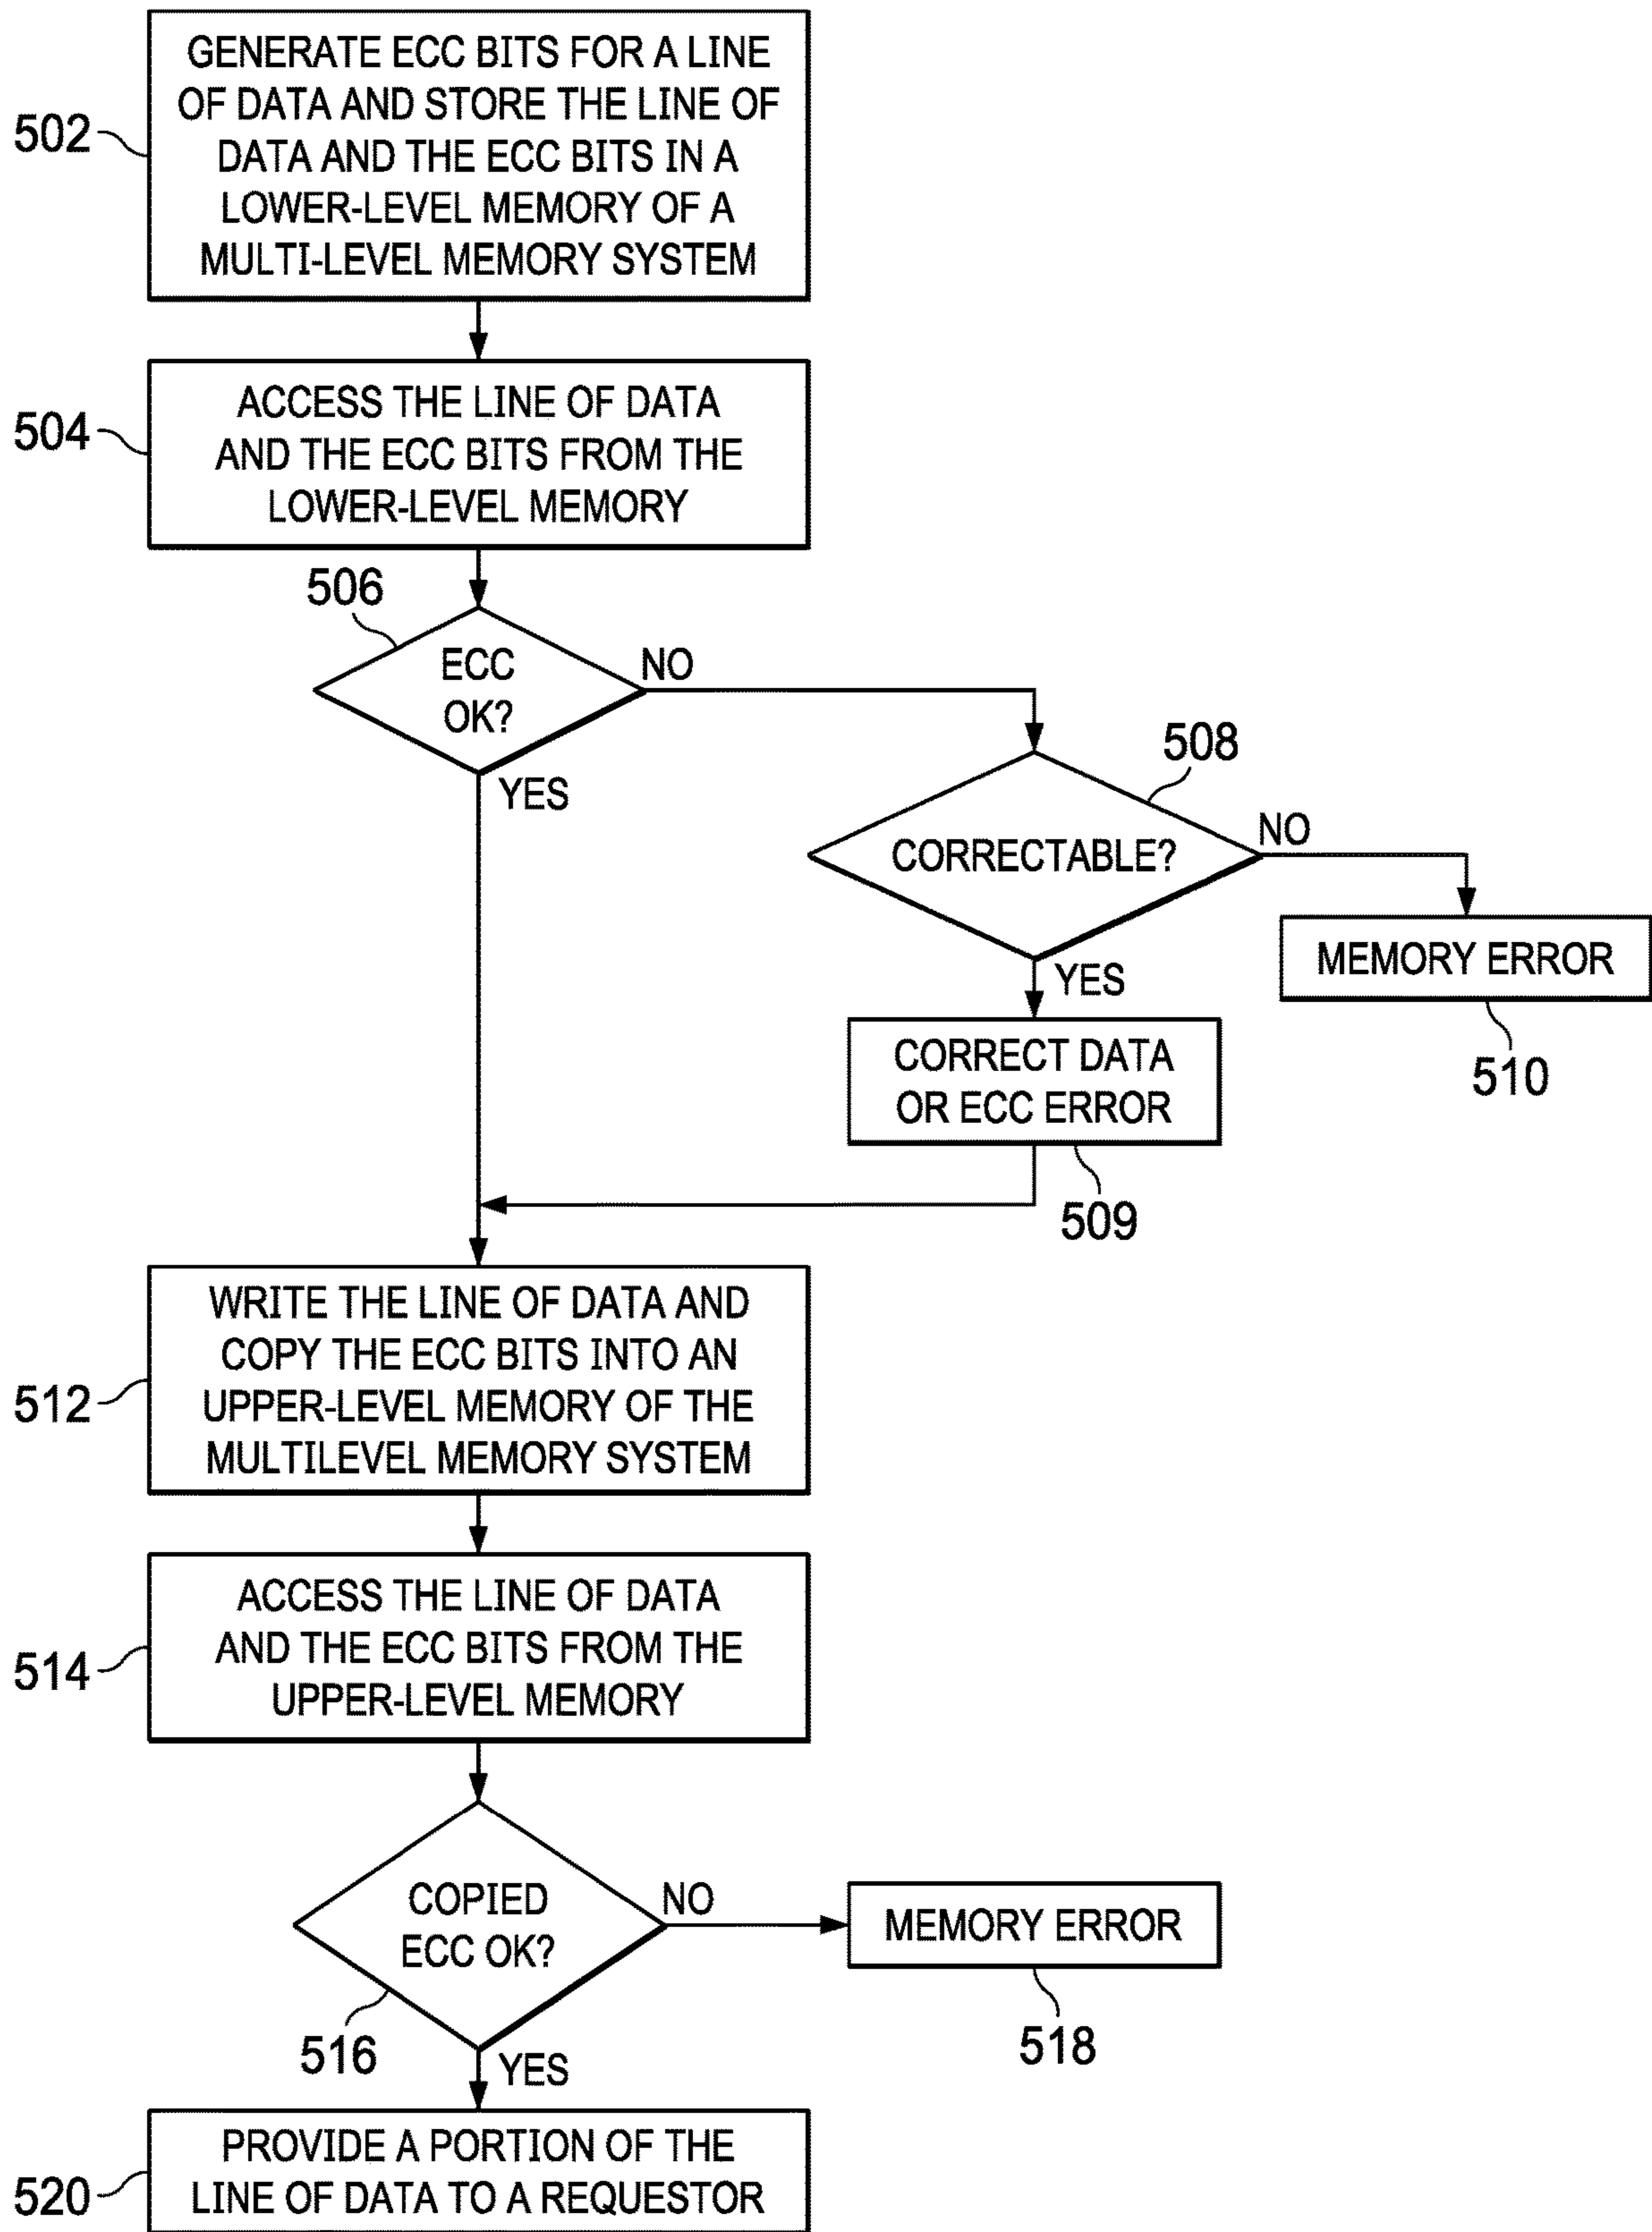 502
GENERATE ECC BITS FOR A LINE
OF DATA AND STORE THE LINE OF
DATA AND THE ECC BITS IN A
LOWER-LEVEL MEMORY OF A
MULTI-LEVEL MEMORY SYSTEM
504
ACCESS THE LINE OF DATA
AND THE ECC BITS FROM THE
LOWER-LEVEL MEMORY
506
ECC
OK?
NO
YES
508
CORRECTABLE?
NO
YES
MEMORY ERROR
510
CORRECT DATA
OR ECC ERROR
509
512
WRITE THE LINE OF DATA AND
COPY THE ECC BITS INTO AN
UPPER-LEVEL MEMORY OF THE
MULTILEVEL MEMORY SYSTEM
514
ACCESS THE LINE OF DATA
AND THE ECC BITS FROM THE
UPPER-LEVEL MEMORY
COPIED
ECC OK?
NO
516
YES
MEMORY ERROR
518
520
PROVIDE A PORTION OF THE
LINE OF DATA TO A REQUESTOR